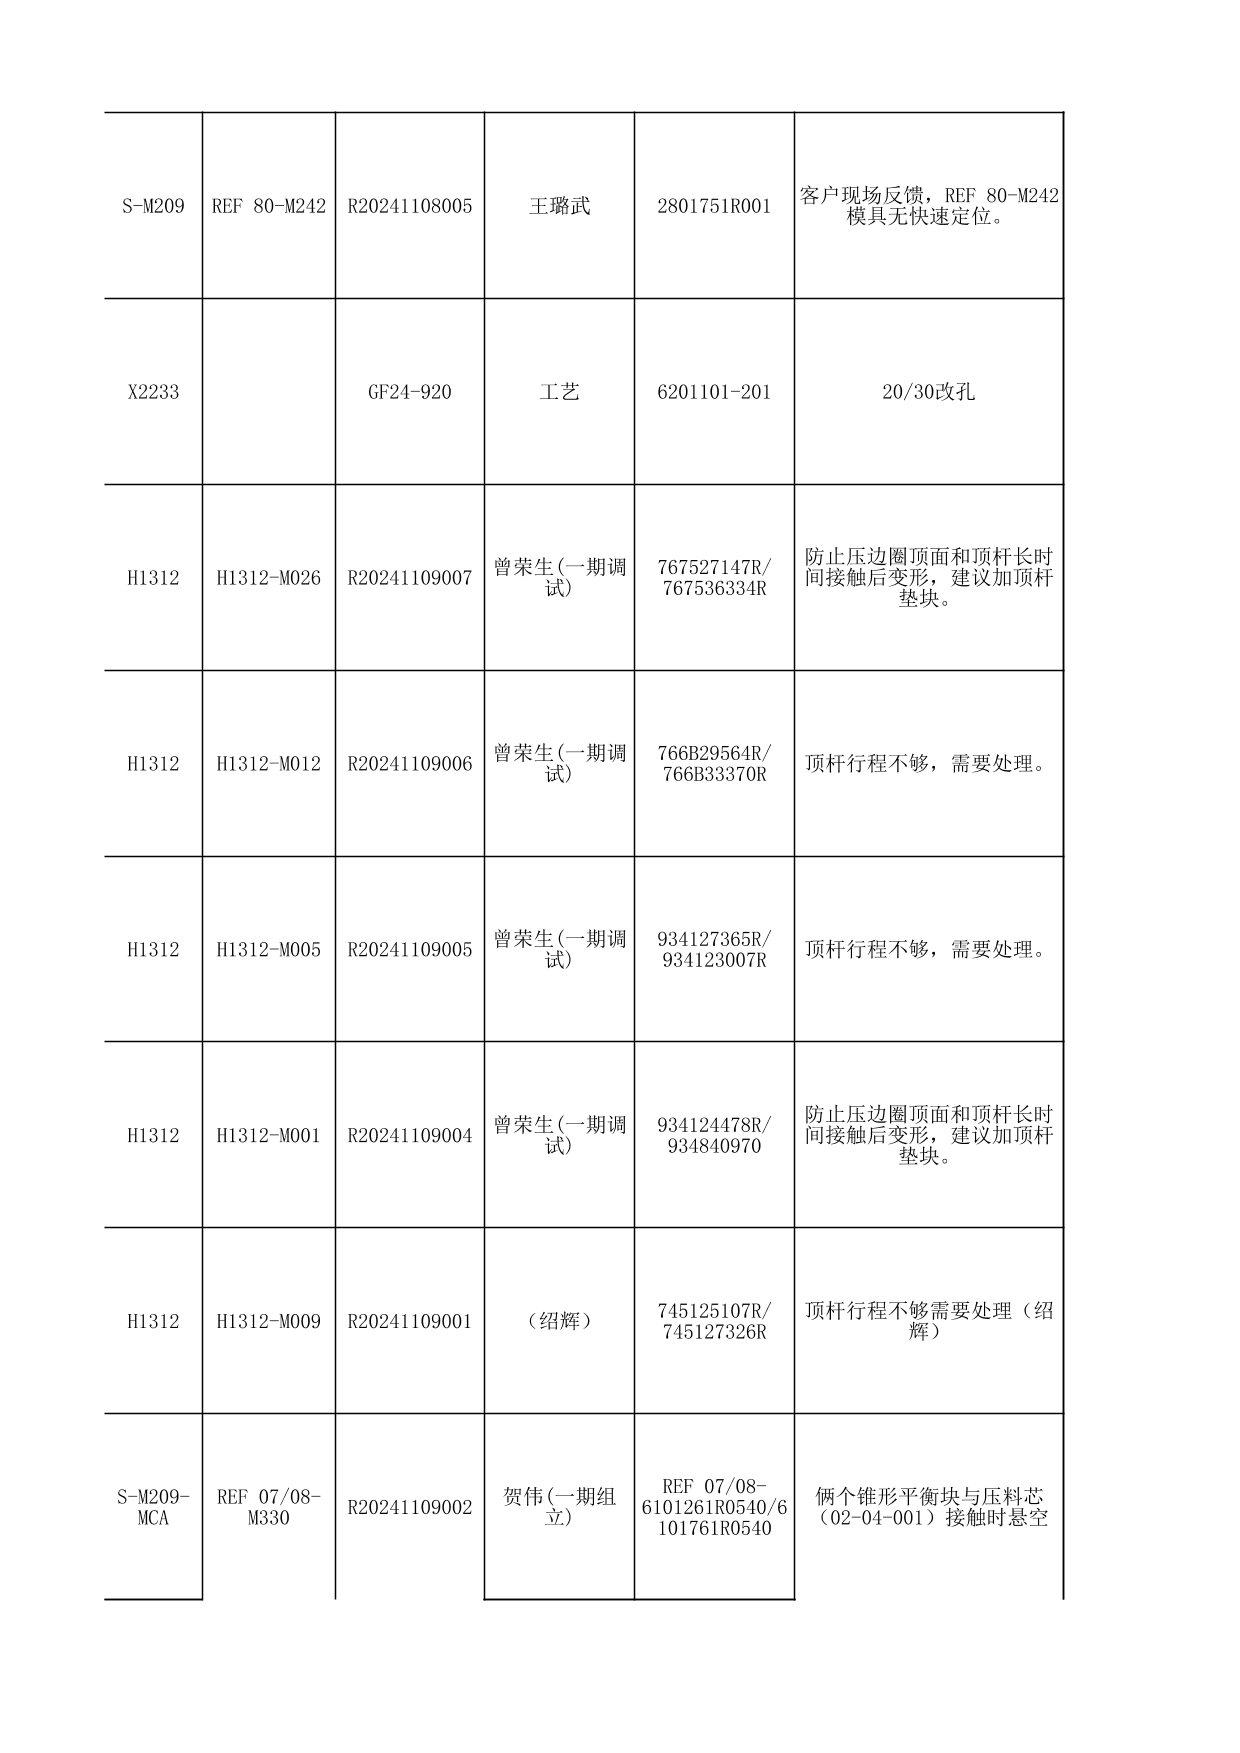 S-M209
REF 80-M242
R20241108005
王璐武
2801751R001
客户现场反馈，REF 80-M242
模具无快速定位。
X2233
GF24-920
工艺
6201101-201
20/30改孔
H1312
H1312-M026
R20241109007
曾荣生(一期调
试)
767527147R/
767536334R
防止压边圈顶面和顶杆长时
间接触后变形，建议加顶杆
垫块。
H1312
H1312-M012
R20241109006
曾荣生(一期调
试)
766B29564R/
766B33370R
顶杆行程不够，需要处理。
H1312
H1312-M005
R20241109005
曾荣生(一期调
试)
934127365R/
934123007R
顶杆行程不够，需要处理。
H1312
H1312-M001
R20241109004
曾荣生(一期调
试)
934124478R/
934840970
防止压边圈顶面和顶杆长时
间接触后变形，建议加顶杆
垫块。
H1312
H1312-M009
R20241109001
（绍辉）
745125107R/
745127326R
顶杆行程不够需要处理（绍
辉）
S-M209-
MCA
REF 07/08-
M330
R20241109002
贺伟(一期组
立)
REF 07/08-
6101261R0540/6
101761R0540
俩个锥形平衡块与压料芯
（02-04-001）接触时悬空